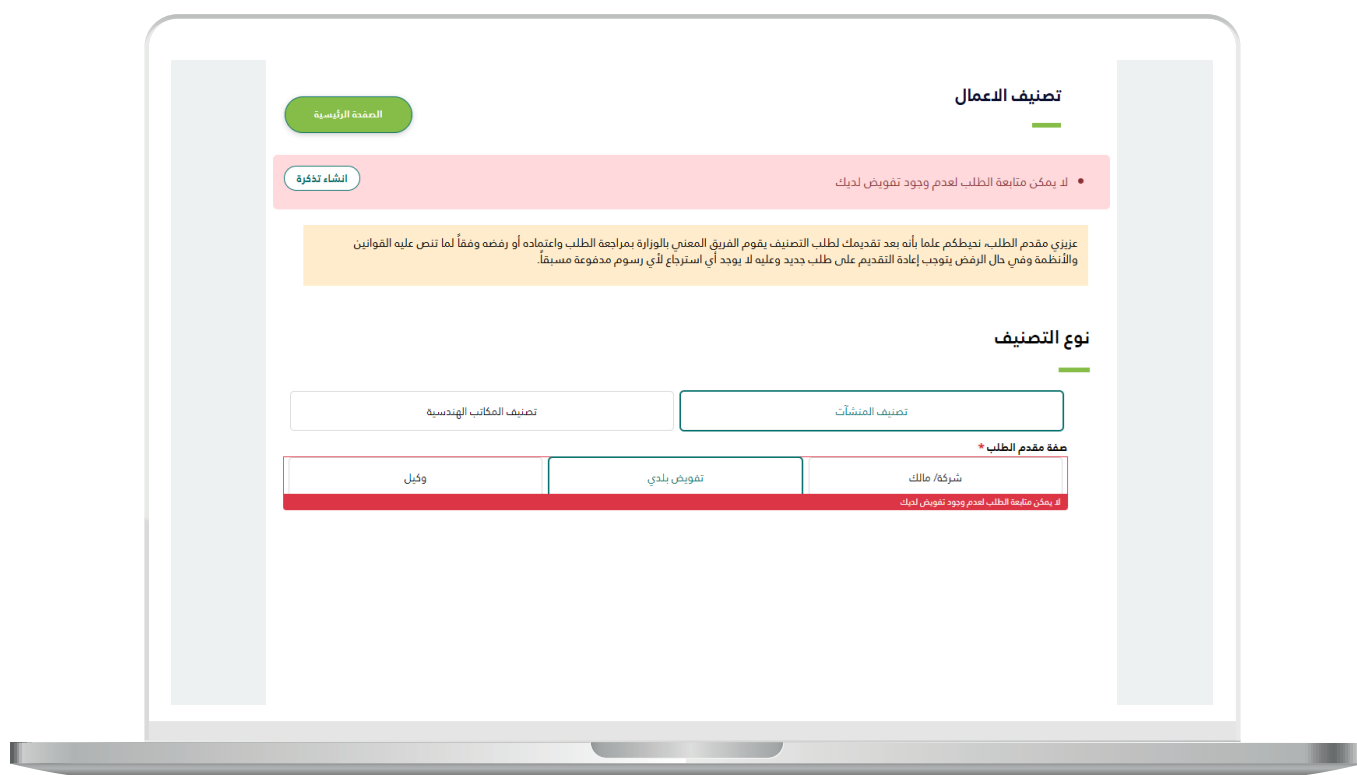 تصنيف الاعمال
الصفحة الرئيسية
لا يمكن متابعة الطلب لعدم وجود تفويض لديك
انشاء تذكرة
عزيزي مقدم الطلب، نحيطكم علما بأنه بعد تقديمك لطلب التصنيف يقوم الفريق المعني بالوزارة بمراجعة الطلب واعتماده أو رفضه وفقاً لما تنص عليه القوانين
والأنظمة وفي حال الرفض يتوجب إعادة التقديم على طلب جديد وعليه لا يوجد أي استرجاع لأي رسوم مدفوعة مسبقاً.
نوع التصنيف
تصنيف المنشآت
تصنيف المكاتب الهندسية
صفة مقدم الطلب *
شركة/ مالك
تفويض بلدي
وكيل
لا يمكن متابعة الطلب لعدم وجود تفويض لديك